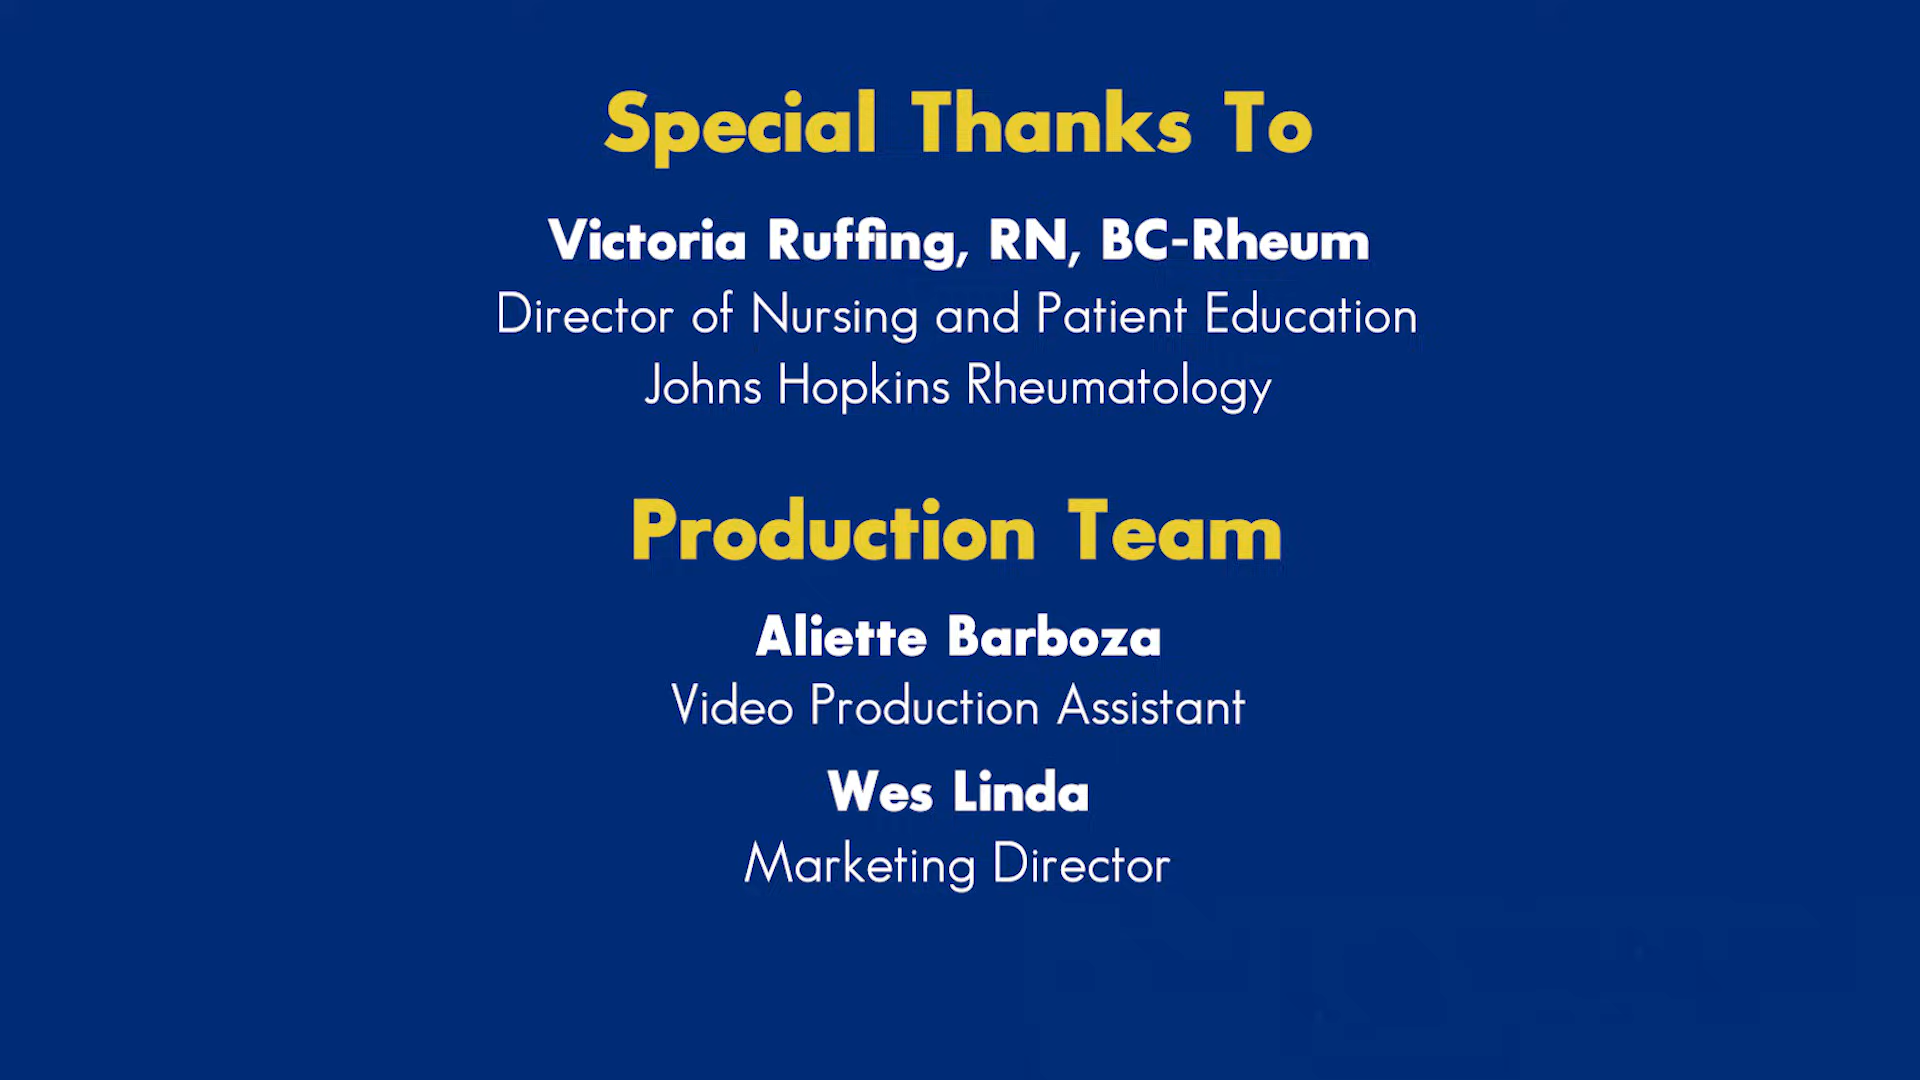 Special Thanks To
Victoria Ruffing, RN, BC-Rheum
Director of Nursing and Patient Education
Johns Hopkins Rheumatology
Production Team
Aliette Barboza
Video Production Assistant
Wes Linda
Marketing Director